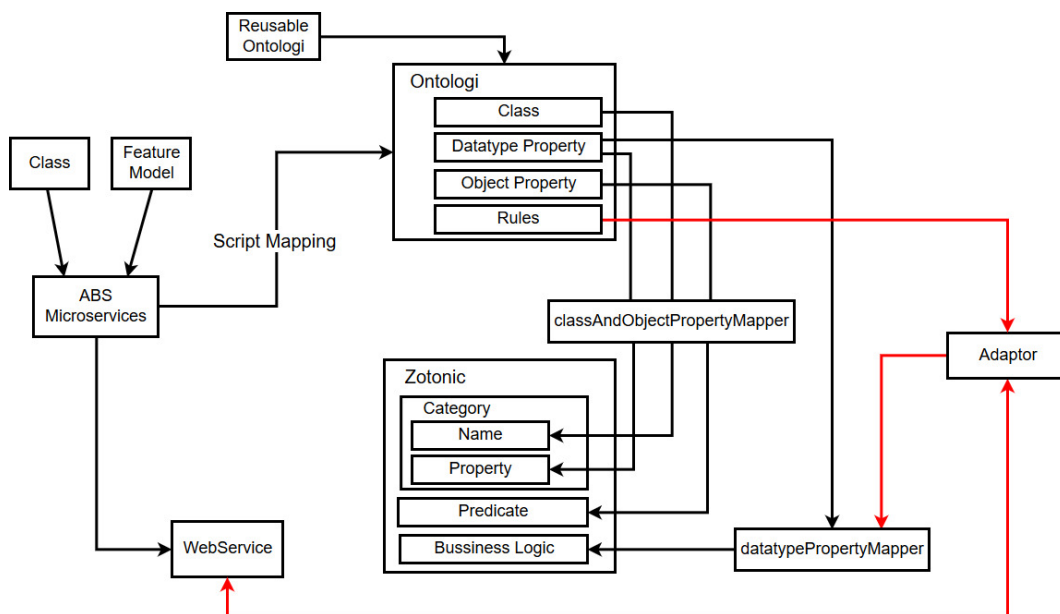 Reusable
Ontologi
Ontologi
Class
Datatype Property
Object Property
Rules
Class
Feature
Model
Script Mapping
ABS
Microservices
classAndObjectPropertyMapper
Adaptor
Zotonic
Category
Name
Property
Predicate
Bussiness Logic
WebService
datatypePropertyMapper